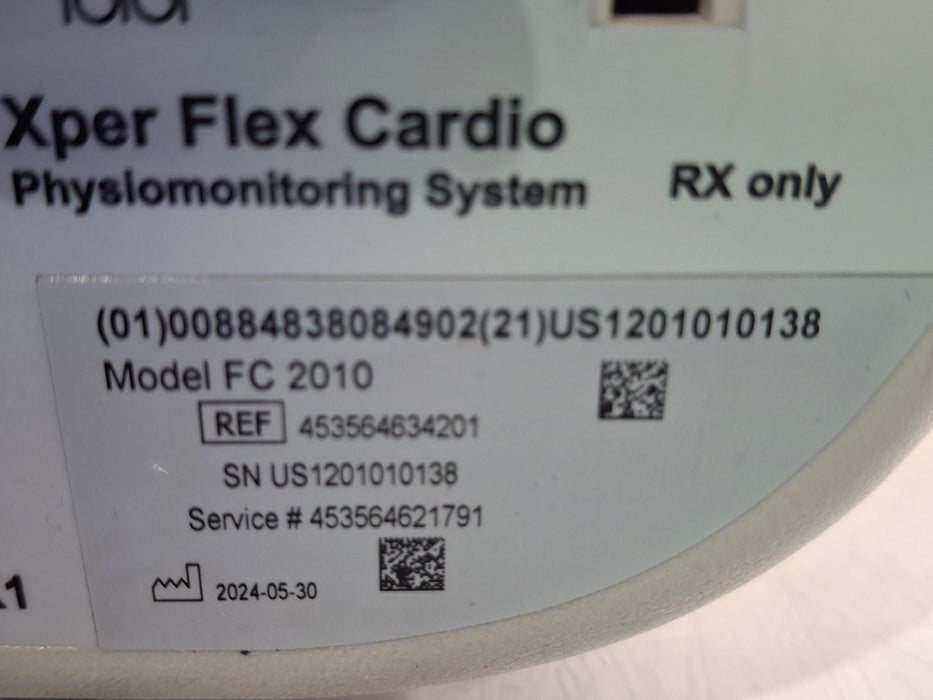 Xper Flex Cardio
Physiomonitoring System
RX only
(01)00884838084902(21)US1201010138
Model FC 2010
REF 453564634201
SN US1201010138
Service # 453564621791
2024-05-30